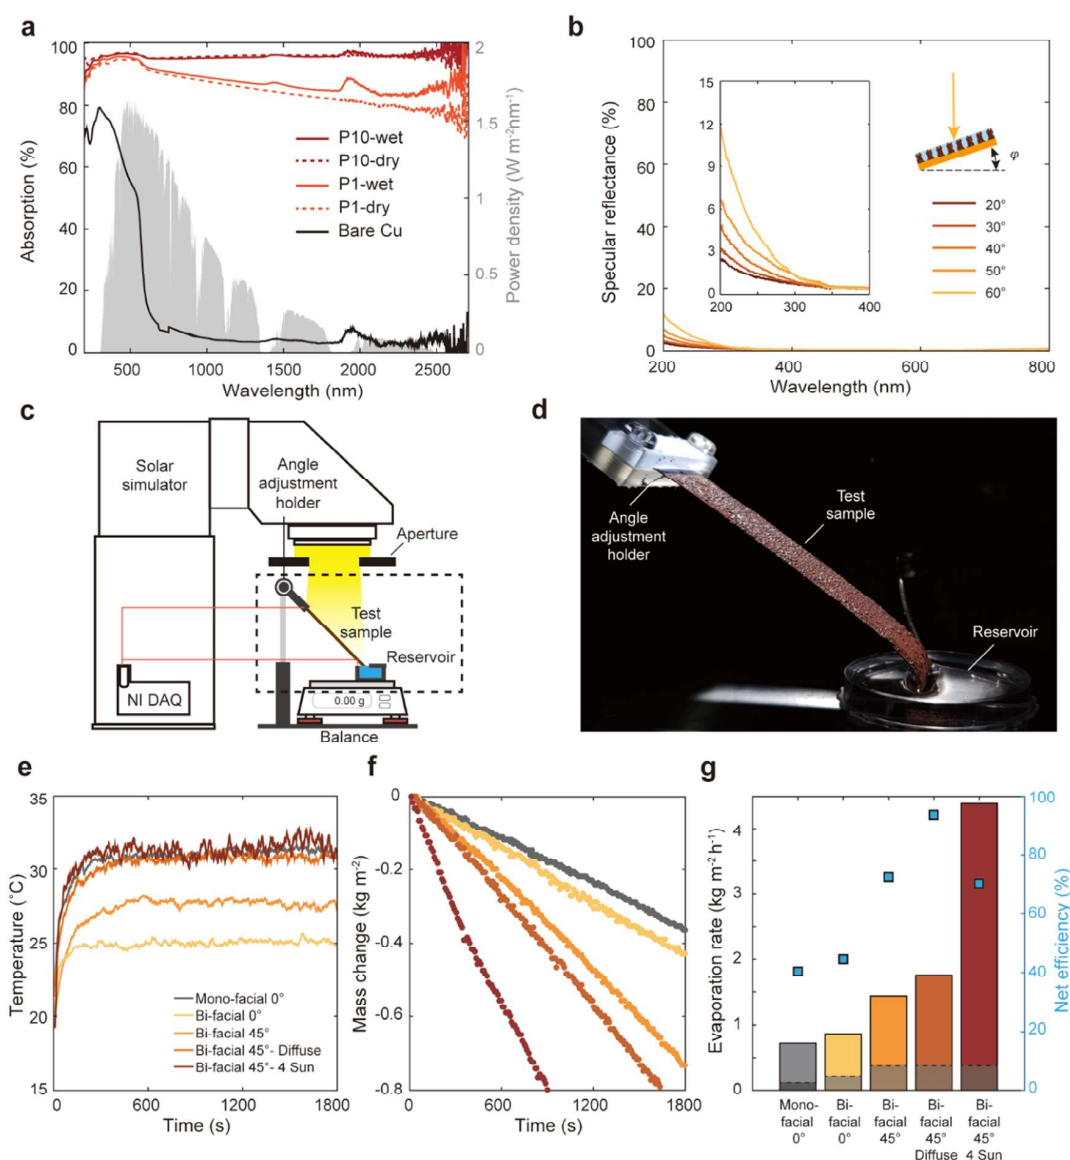 a
100
80
60
40
20
0
Absorption (%)
2
1.5
1
0.5
0
Power density (W m-2nm-1)
P10-wet
P10-dry
P1-wet
P1-dry
Bare Cu
500
1000
1500
2000
2500
Wavelength (nm)
b
100
80
60
40
20
0
Specular reflectance (%)
15
12
9
6
3
0
200
300
400
φ
20°
30°
40°
50°
60°
200
400
600
800
Wavelength (nm)
c
Solar
simulator
Angle
adjustment
holder
Aperture
Test
sample
Reservoir
NI DAQ
0.00 g
Balance
d
Angle
adjustment
holder
Test
sample
Reservoir
e
35
30
25
20
15
Temperature (°C)
Mono-facial 0°
Bi-facial 0°
Bi-facial 45°
Bi-facial 45°- Diffuse
Bi-facial 45°- 4 Sun
0
600
1200
1800
Time (s)
f
0
-0.2
-0.4
-0.6
-0.8
Mass change (kg m-2)
0
600
1200
1800
Time (s)
g
4
3
2
1
0
Evaporation rate (kg m-2 h-1)
100
80
60
40
20
0
Net efficiency (%)
Mono-
facial
0°
Bi-
facial
0°
Bi-
facial
45°
Bi-
facial
45°
Diffuse
Bi-
facial
45°
4 Sun